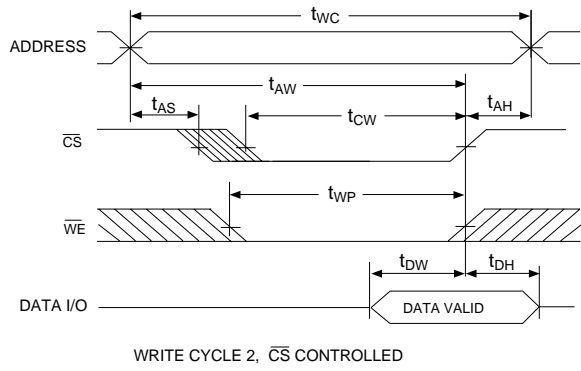 tWC
ADDRESS
tAW
tAS
tCW
tAH
CS
tWP
WE
tDW
tDH
DATA I/O
DATA VALID
WRITE CYCLE 2, CS CONTROLLED